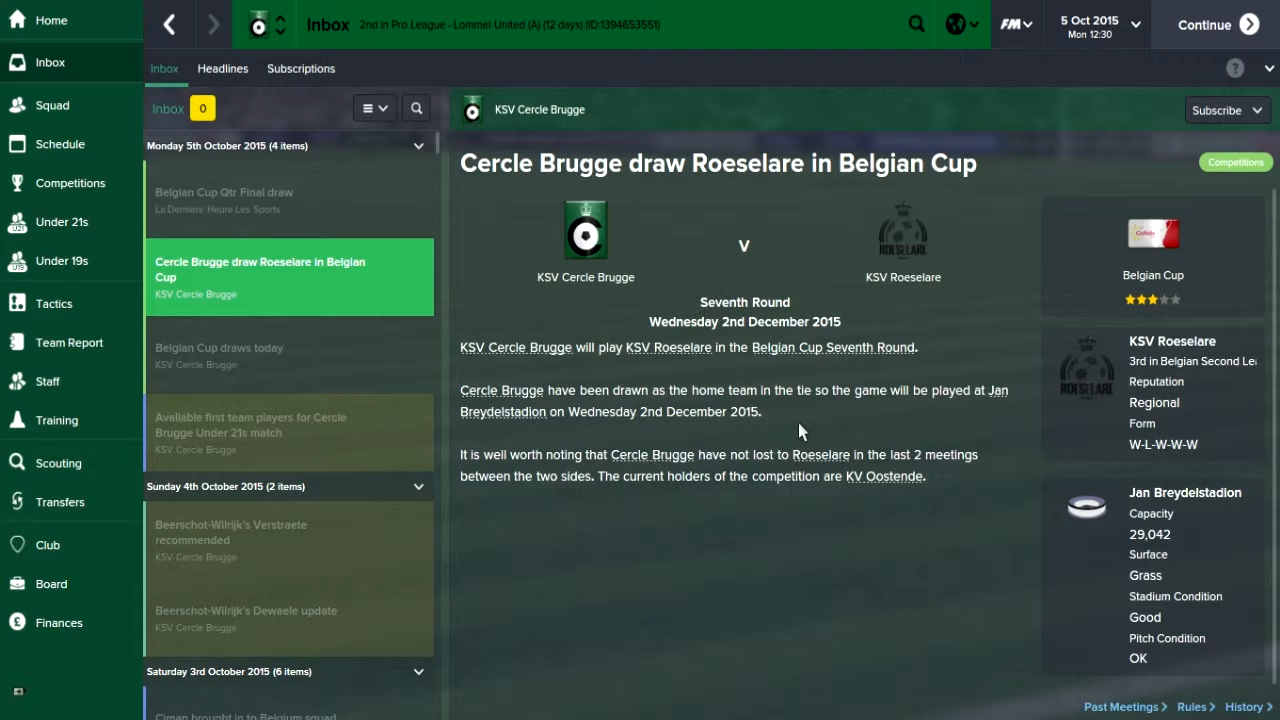 Home
Inbox
Squad
Schedule
Competitions
Under 21s
Under 19s
Tactics
Team Report
Staff
Training
Scouting
Transfers
Club
Board
Finances
Inbox 2nd in Pro League - Lommel United (A) (12 days) (ID:1394653551)
FM
5 Oct 2015
Mon 12:30
Continue
Inbox Headlines Subscriptions
Inbox 0
Monday 5th October 2015 (4 items)
Belgian Cup Qtr Final draw
La Derniere Heure Les Sports
Cercle Brugge draw Roeselare in Belgian
Cup
KSV Cercle Brugge
Belgian Cup draws today
KSV Cercle Brugge
Available first team players for Cercle
Brugge Under 21s match
KSV Cercle Brugge
Sunday 4th October 2015 (2 items)
Beerschot-Wilrijk's Verstraete
recommended
KSV Cercle Brugge
Beerschot-Wilrijk's Dewaele update
KSV Cercle Brugge
Saturday 3rd October 2015 (6 items)
Ciman brought in to Belgium squad
KSV Cercle Brugge
Subscribe
Cercle Brugge draw Roeselare in Belgian Cup
Competitions
V
ROESELARE
KSV Cercle Brugge
KSV Roeselare
Seventh Round
Wednesday 2nd December 2015
KSV Cercle Brugge will play KSV Roeselare in the Belgian Cup Seventh Round.
Cercle Brugge have been drawn as the home team in the tie so the game will be played at Jan
Breydelstadion on Wednesday 2nd December 2015.
It is well worth noting that Cercle Brugge have not lost to Roeselare in the last 2 meetings
between the two sides. The current holders of the competition are KV Oostende.
Belgian Cup
ROESELARE
KSV Roeselare
3rd in Belgian Second Lea
Reputation
Regional
Form
W-L-W-W-W
Jan Breydelstadion
Capacity
29,042
Surface
Grass
Stadium Condition
Good
Pitch Condition
OK
Past Meetings
Rules
History